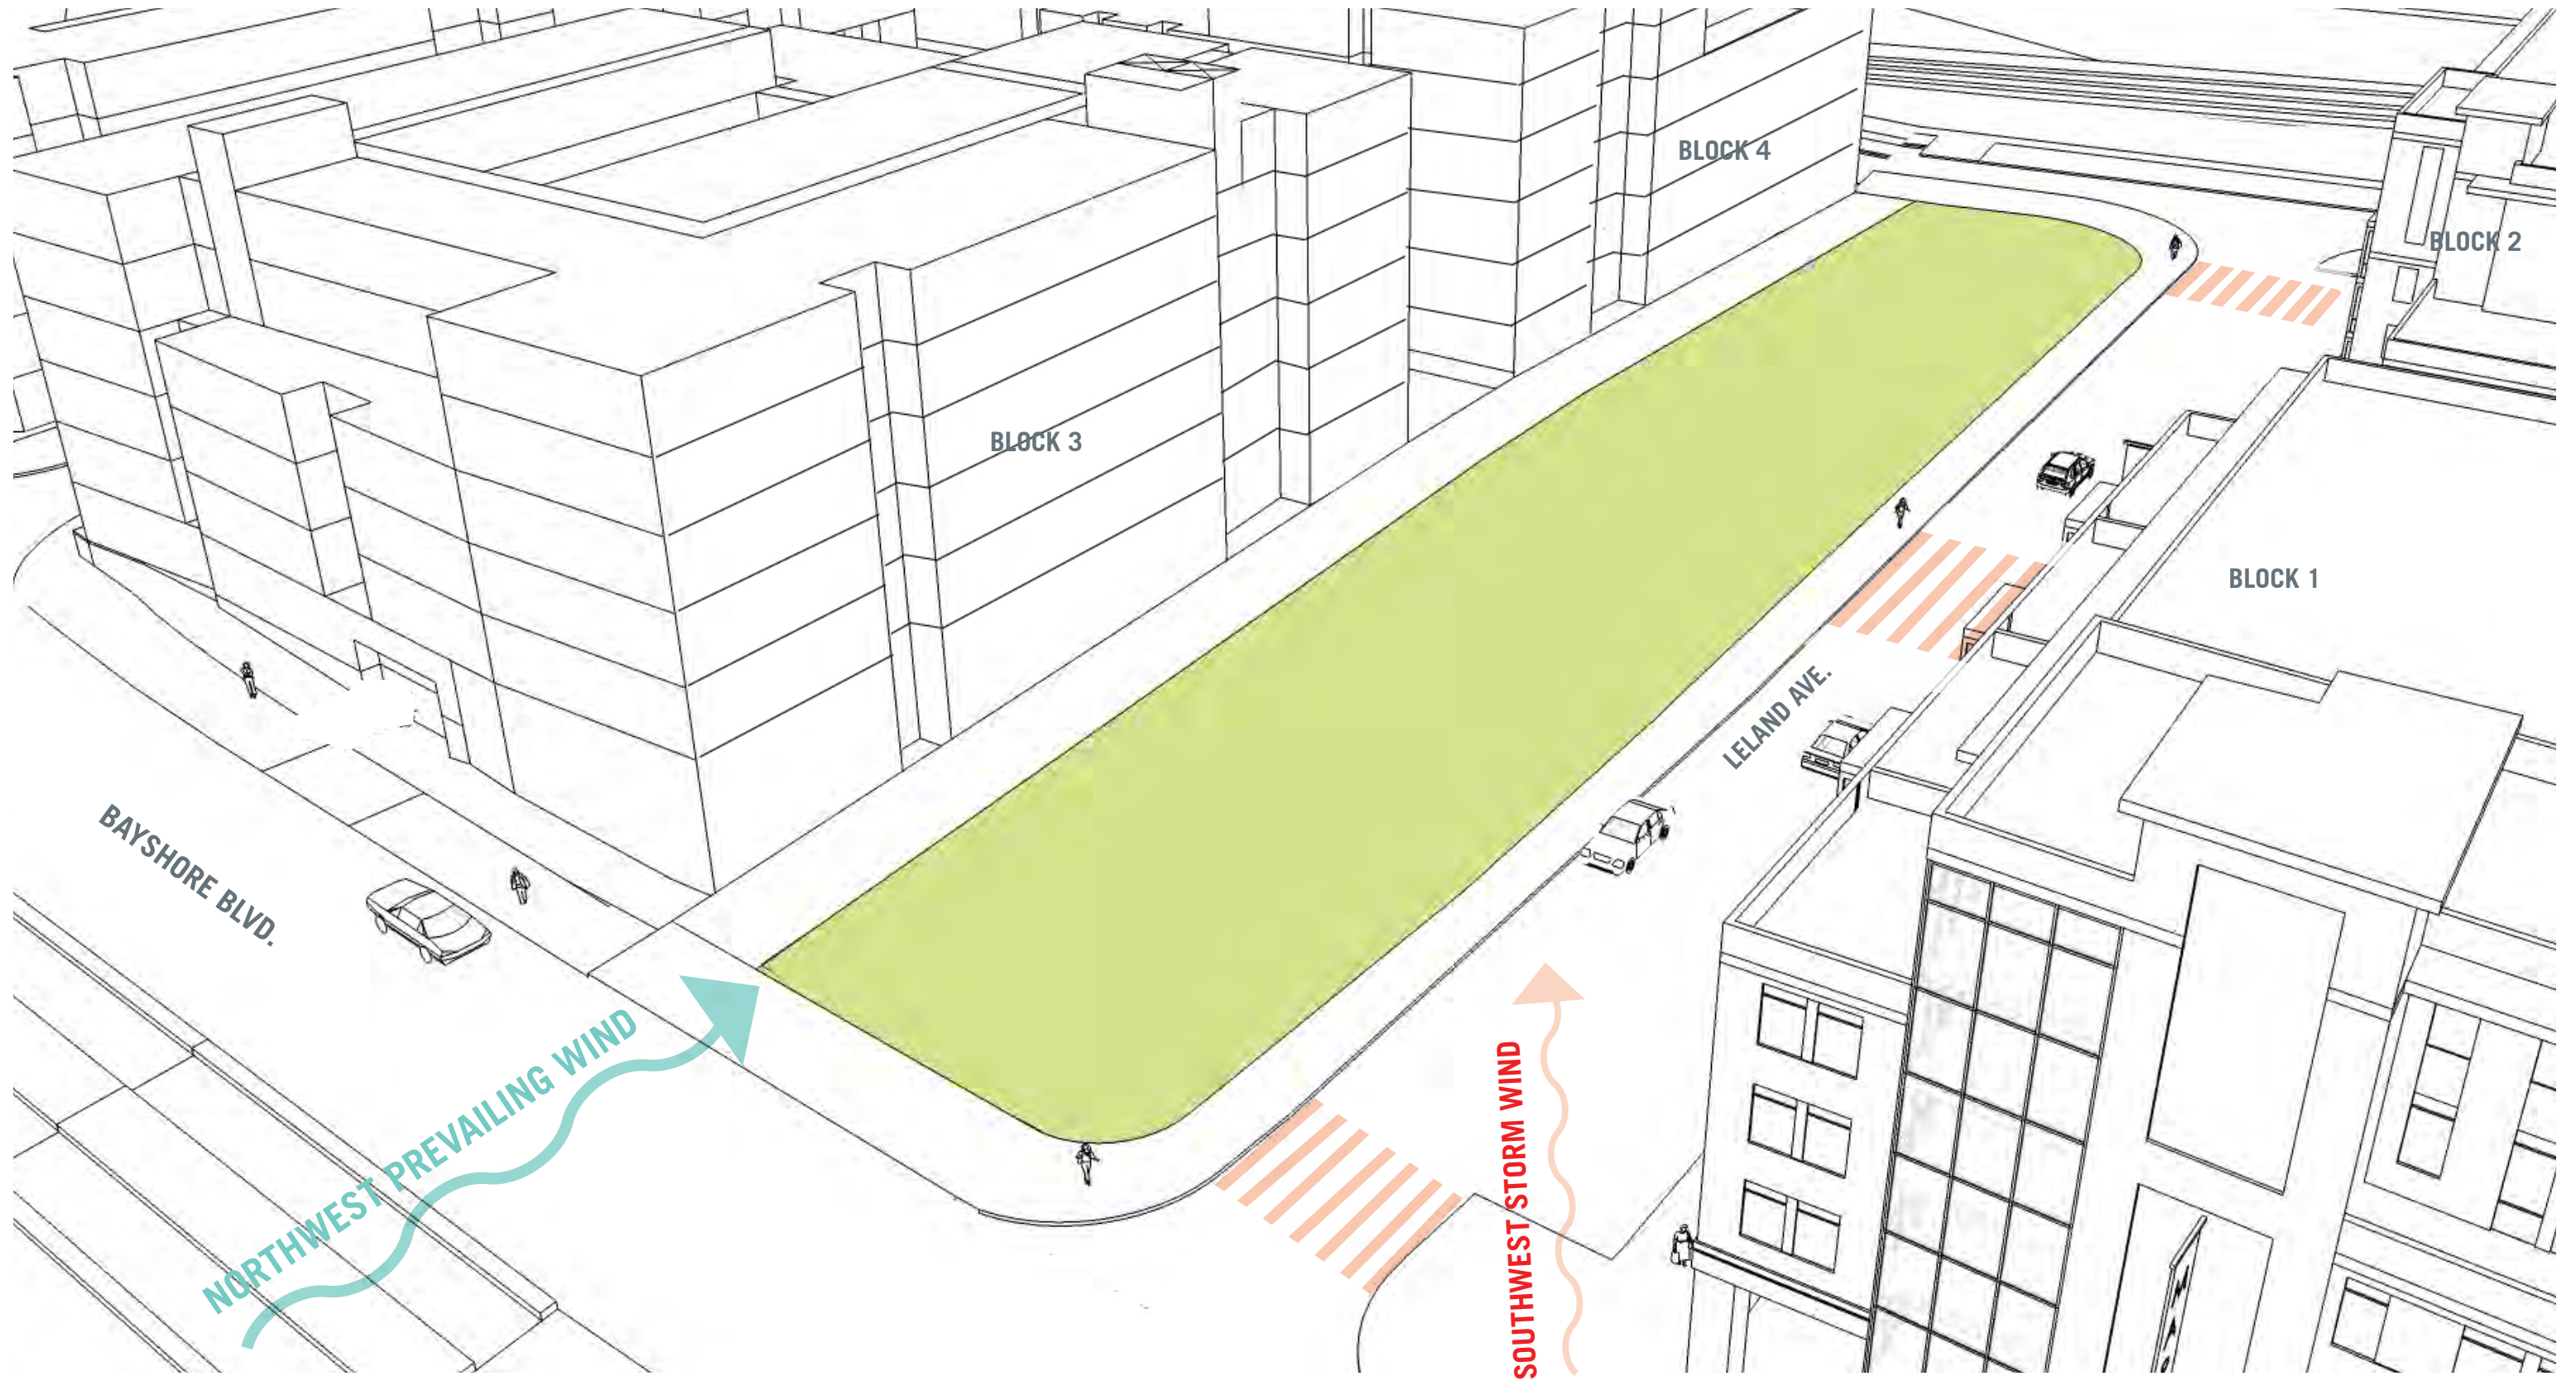 BLOCK 4
BLOCK 2
BLOCK 3
BLOCK 1
LELAND AVE.
BAYSHORE BLVD.
NORTHWEST PREVAILING WIND
SOUTHWEST STORM WIND